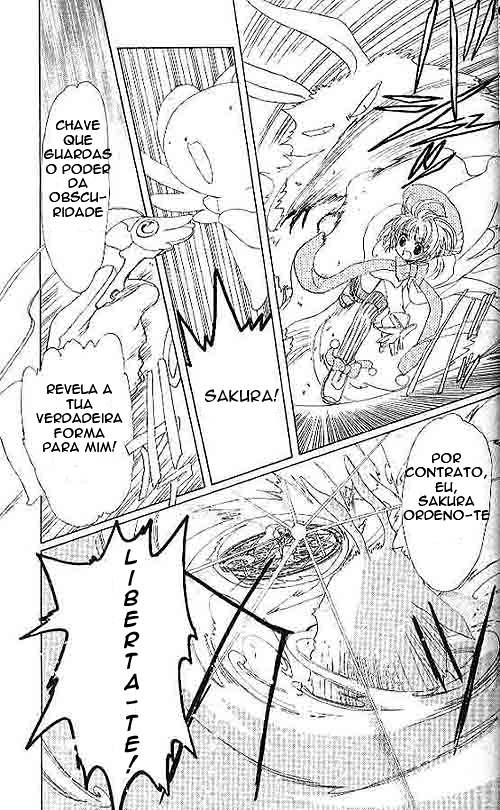 SAKURA!
CHAVE
QUE
GUARDAS
O PODER
DA
OBSCU-
RIDADE
REVELA A
TUA
VERDADEIRA
FORMA
PARA MIM!
POR
CONTRATO,
EU,
SAKURA
ORDENO-TE
LIBERTA-TE!